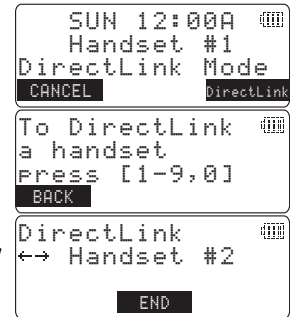 SUN 12:00A
Handset #1
DirectLink Mode
CANCEL DirectLink
To DirectLink
a handset
press [1-9,0]
BACK
DirectLink
←→ Handset #2
END